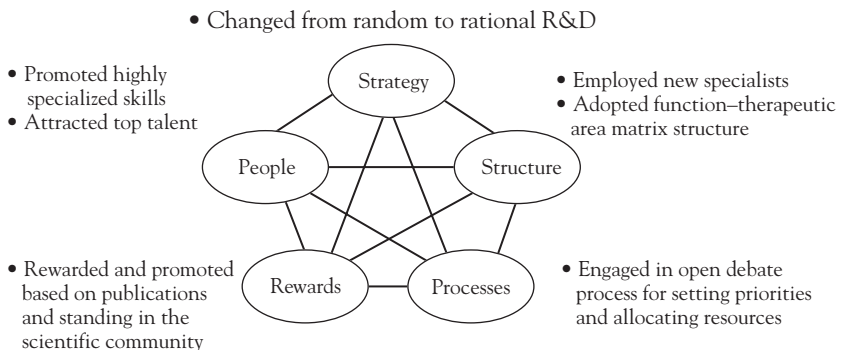 • Changed from random to rational R&D
• Promoted highly
specialized skills
• Attracted top talent
Strategy
• Employed new specialists
• Adopted function–therapeutic
area matrix structure
People
Structure
• Rewarded and promoted
based on publications
and standing in the
scientific community
Rewards
Processes
• Engaged in open debate
process for setting priorities
and allocating resources